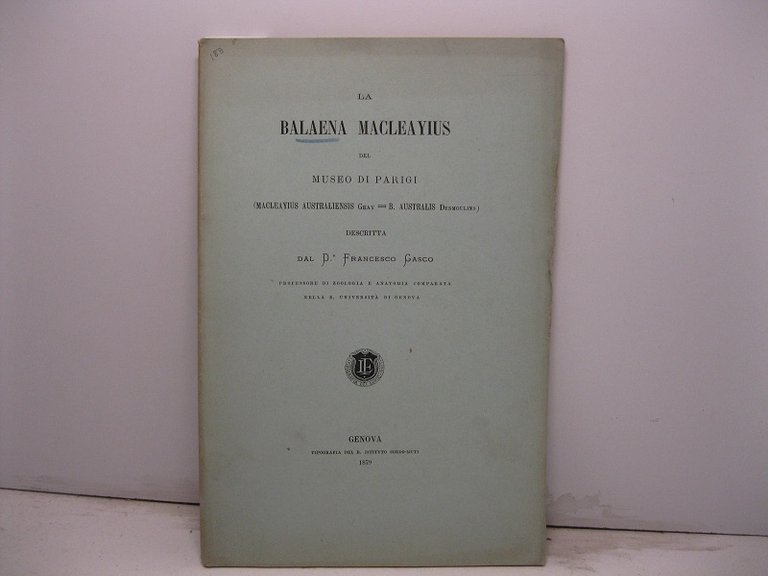 189
LA
BALAENA MACLEAYIUS
DEL
MUSEO DI PARIGI
(MACLEAYIUS AUSTRALIENSIS GRAY = B. AUSTRALIS DESMOULINS)
DESCRITTA
DAL D.r FRANCESCO GASCO
PROFESSORE DI ZOOLOGIA E ANATOMIA COMPARATA
NELLA R. UNIVERSITÀ DI GENOVA
GENOVA
TIPOGRAFIA DEL R. ISTITUTO SORDO-MUTI
1879